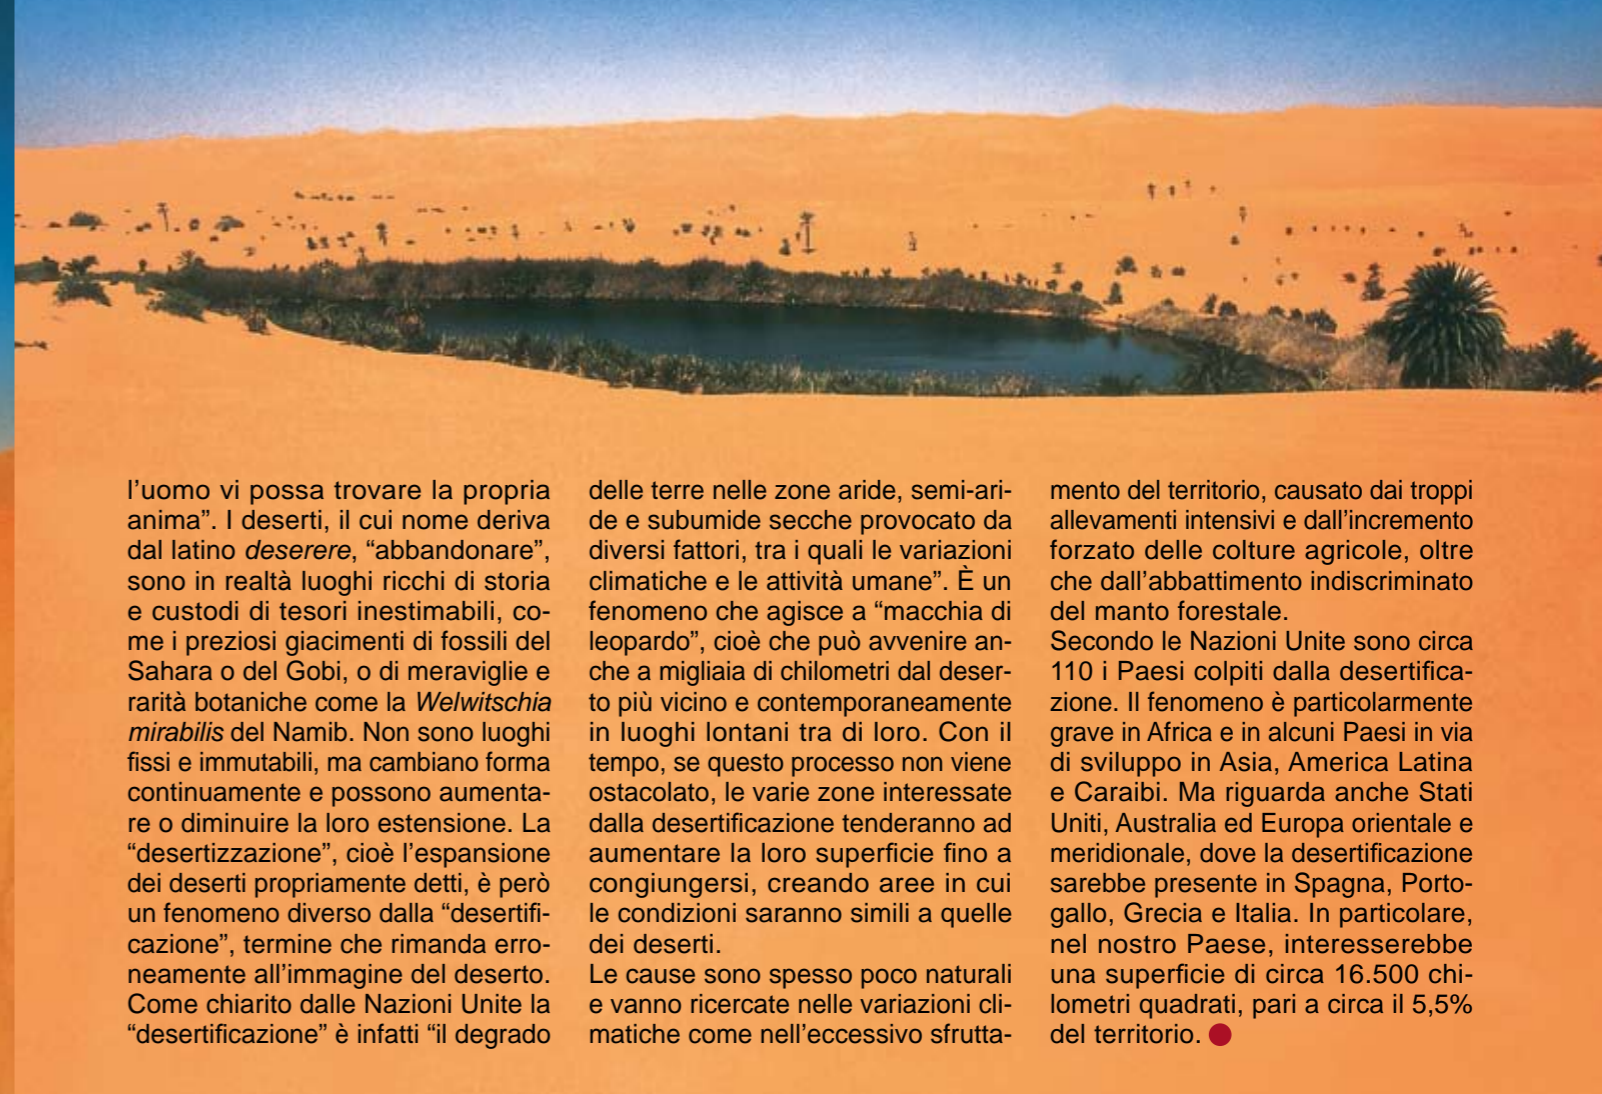 l'uomo vi possa trovare la propria
anima”. I deserti, il cui nome deriva
dal latino deserere, “abbandonare”,
sono in realtà luoghi ricchi di storia
e custodi di tesori inestimabili, co-
me i preziosi giacimenti di fossili del
Sahara o del Gobi, o di meraviglie e
rarità botaniche come la Welwitschia
mirabilis del Namib. Non sono luoghi
fissi e immutabili, ma cambiano forma
continuamente e possono aumenta-
re o diminuire la loro estensione. La
“desertizzazione”, cioè l'espansione
dei deserti propriamente detti, è però
un fenomeno diverso dalla “desertifi-
cazione”, termine che rimanda erro-
neamente all'immagine del deserto.
Come chiarito dalle Nazioni Unite la
“desertificazione” è infatti “il degrado
delle terre nelle zone aride, semi-ari-
de e subumide secche provocato da
diversi fattori, tra i quali le variazioni
climatiche e le attività umane”. È un
fenomeno che agisce a “macchia di
leopardo”, cioè che può avvenire an-
che a migliaia di chilometri dal deser-
to più vicino e contemporaneamente
in luoghi lontani tra di loro. Con il
tempo, se questo processo non viene
ostacolato, le varie zone interessate
dalla desertificazione tenderanno ad
aumentare la loro superficie fino a
congiungersi, creando aree in cui
le condizioni saranno simili a quelle
dei deserti.
Le cause sono spesso poco naturali
e vanno ricercate nelle variazioni cli-
matiche come nell'eccessivo sfrutta-
mento del territorio, causato dai troppi
allevamenti intensivi e dall'incremento
forzato delle colture agricole, oltre
che dall'abbattimento indiscriminato
del manto forestale.
Secondo le Nazioni Unite sono circa
110 i Paesi colpiti dalla desertifica-
zione. Il fenomeno è particolarmente
grave in Africa e in alcuni Paesi in via
di sviluppo in Asia, America Latina
e Caraibi. Ma riguarda anche Stati
Uniti, Australia ed Europa orientale e
meridionale, dove la desertificazione
sarebbe presente in Spagna, Porto-
gallo, Grecia e Italia. In particolare,
nel nostro Paese, interesserebbe
una superficie di circa 16.500 chi-
lometri quadrati, pari a circa il 5,5%
del territorio.